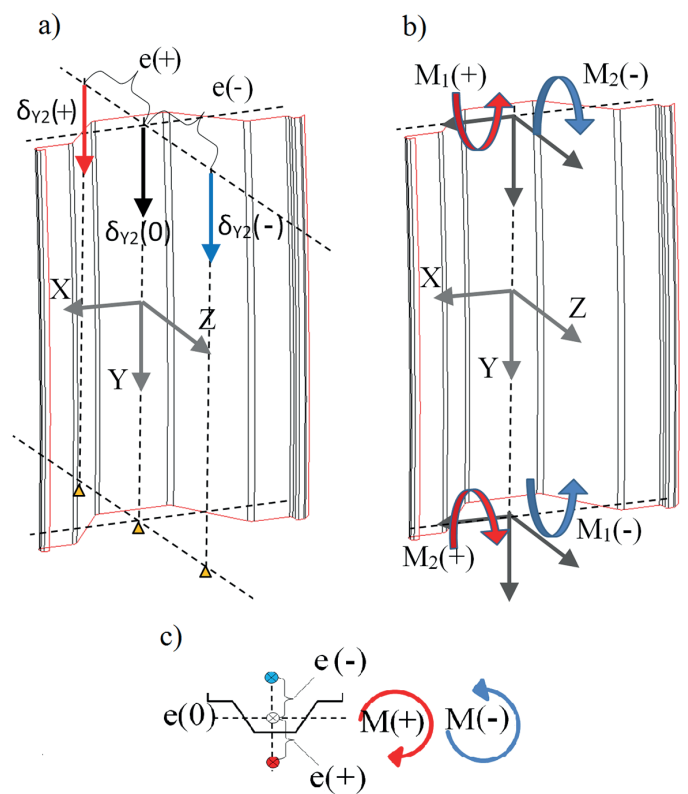 a)
e(+)
e(-)
δY2(+)
δY2(0)
δY2(-)
X
Z
Y
b)
M1(+)
M2(-)
X
Z
Y
M2(+)
M1(-)
c)
e(-)
e(0)
M(+)
M(-)
e(+)